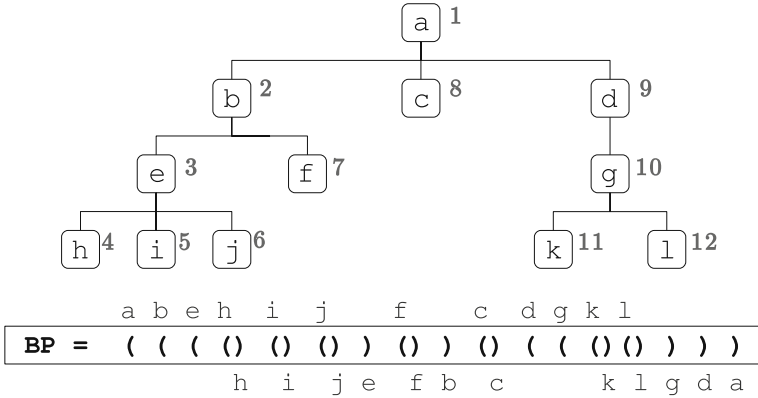 a 1
b 2 c 8 d 9
e 3 f 7 g 10
h 4 i 5 j 6 k 11 l 12
a b e h i j f c d g k l
BP = ( ( ( () () () ) () ) () ( ( () () ) ) )
h i j e f b c k l g d a